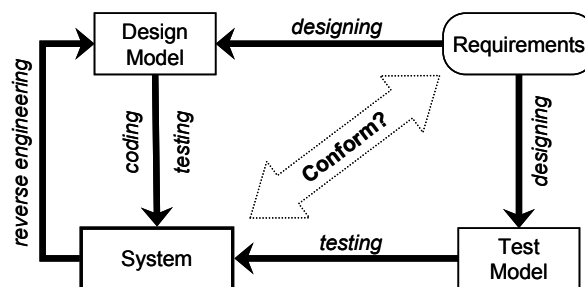 Design
Model
designing
Requirements
reverse engineering
coding
testing
Conform?
designing
System
testing
Test
Model